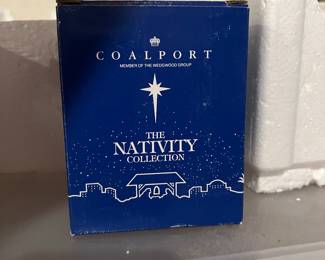 COALPORT
MEMBER OF THE WEDGWOOD GROUP
THE
NATIVITY
COLLECTION